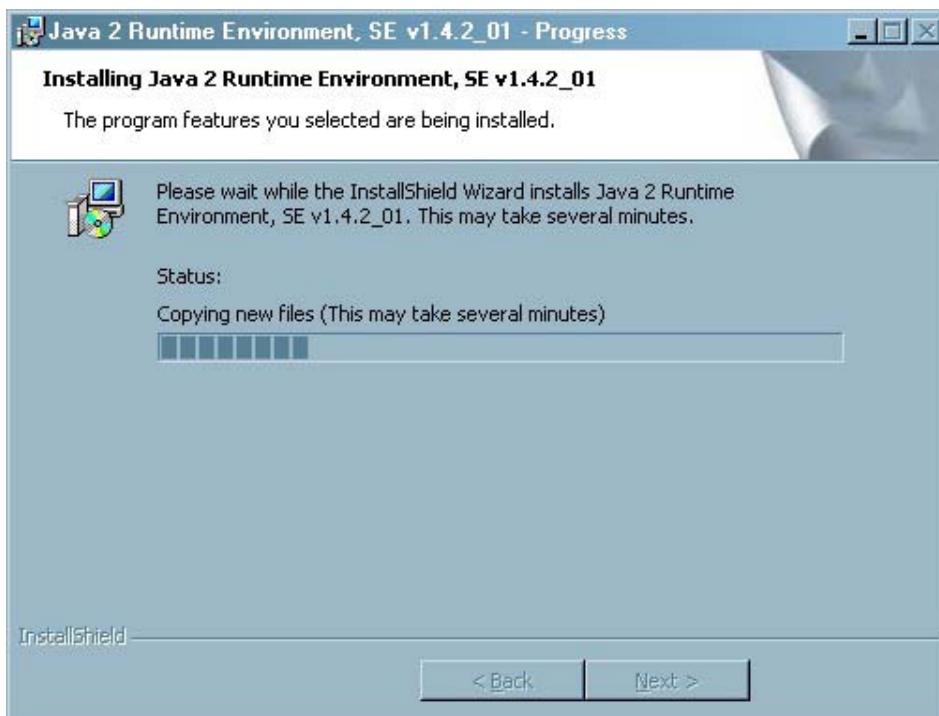 Java 2 Runtime Environment, SE v1.4.2_01 - Progress
Installing Java 2 Runtime Environment, SE v1.4.2_01
The program features you selected are being installed.
Please wait while the InstallShield Wizard installs Java 2 Runtime
Environment, SE v1.4.2_01. This may take several minutes.
Status:
Copying new files (This may take several minutes)
InstallShield
< Back
Next >